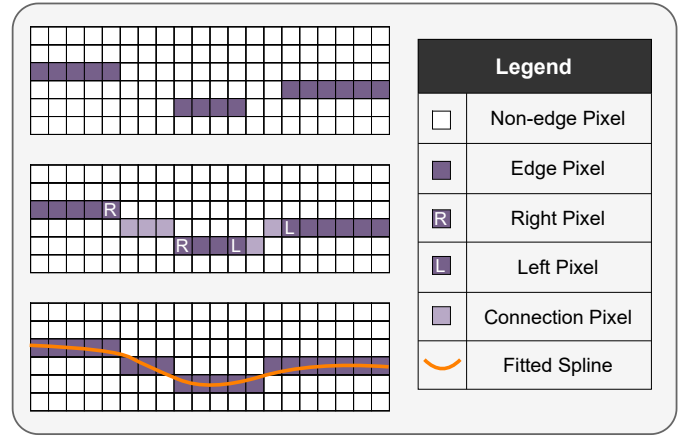 Legend
Non-edge Pixel
Edge Pixel
R Right Pixel
L Left Pixel
Connection Pixel
Fitted Spline
R
L
R L